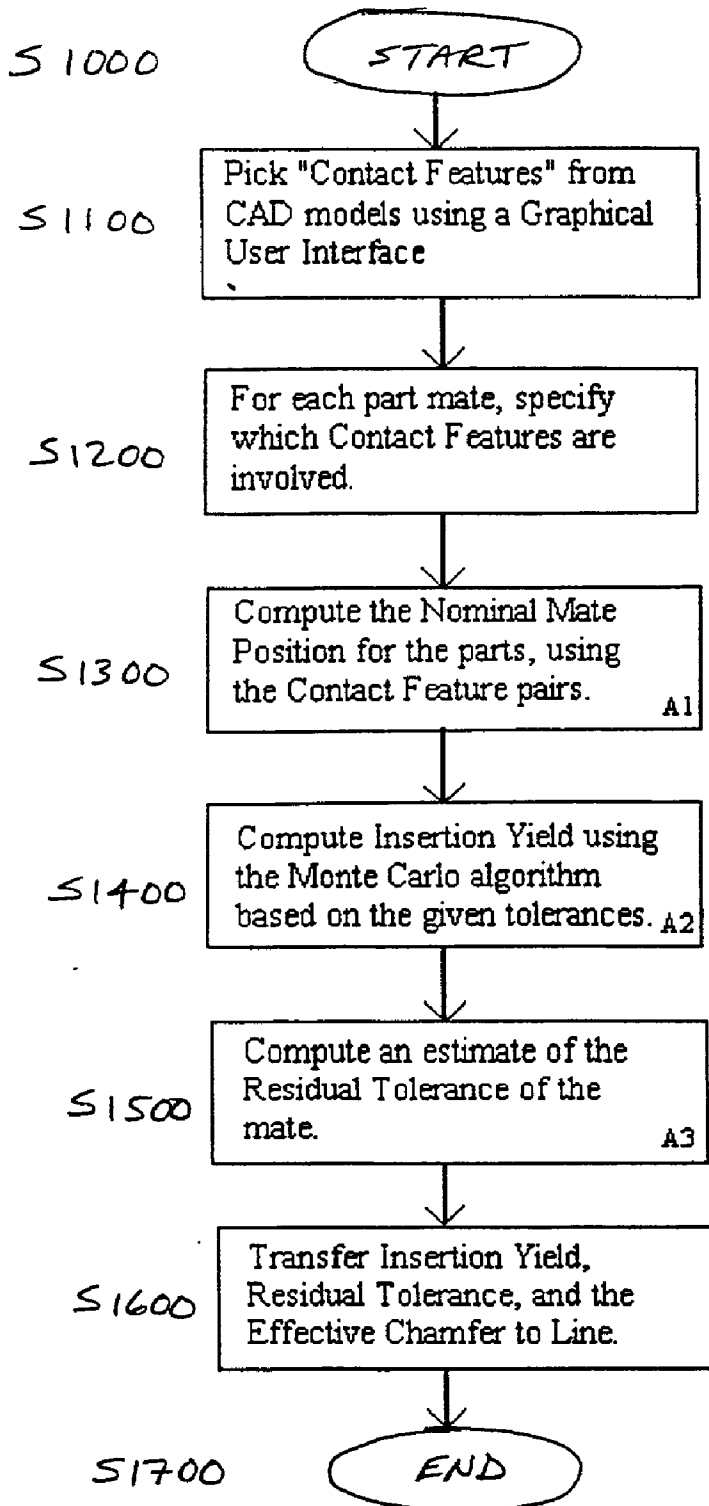 S1000
START
S1100
Pick "Contact Features" from
CAD models using a Graphical
User Interface
S1200
For each part mate, specify
which Contact Features are
involved.
S1300
Compute the Nominal Mate
Position for the parts, using
the Contact Feature pairs.
A1
S1400
Compute Insertion Yield using
the Monte Carlo algorithm
based on the given tolerances.
A2
S1500
Compute an estimate of the
Residual Tolerance of the
mate.
A3
S1600
Transfer Insertion Yield,
Residual Tolerance, and the
Effective Chamfer to Line.
S1700
END